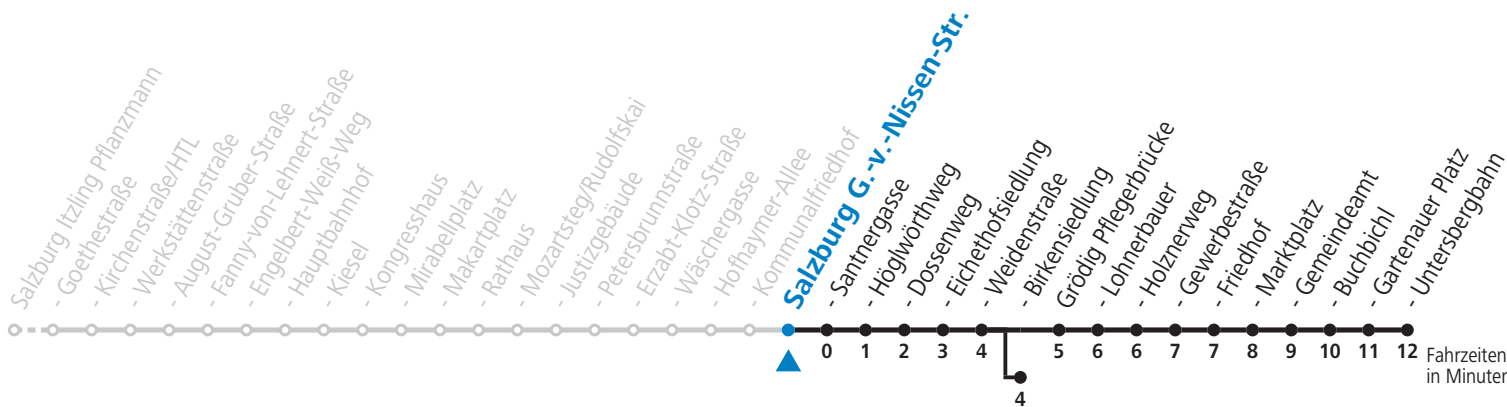 Salzburg Itzling Pflanzmann
- Goethestraße
- Kirchenstraße/HTL
- Werkstättenstraße
- August-Gruber-Straße
- Fanny-von-Lehnert-Straße
- Engelbert-Weiß-Weg
- Hauptbahnhof
- Kiesel
- Kongresshaus
- Mirabellplatz
- Makartplatz
- Rathaus
- Mozartsteg/Rudolfskai
- Justizgebäude
- Petersbrunnstraße
- Erzabt-Klotz-Straße
- Wäschergasse
- Hofhaymer-Allee
- Kommunalfriedhof
Salzburg G.-v.-Nissen-Str.
- Santnergasse
- Höglwörthweg
- Dossenweg
- Eichethofsiedlung
- Weidenstraße
- Birkensiedlung
Grödig Pflegerbrücke
- Lohnerbauer
- Holznerweg
- Gewerbestraße
- Friedhof
- Marktplatz
- Gemeindeamt
- Buchbichl
- Gartenauer Platz
- Untersbergbahn
0 1 2 3 4 5 6 6 7 7 8 9 10 11 12
4
Fahrzeiten
in Minuten